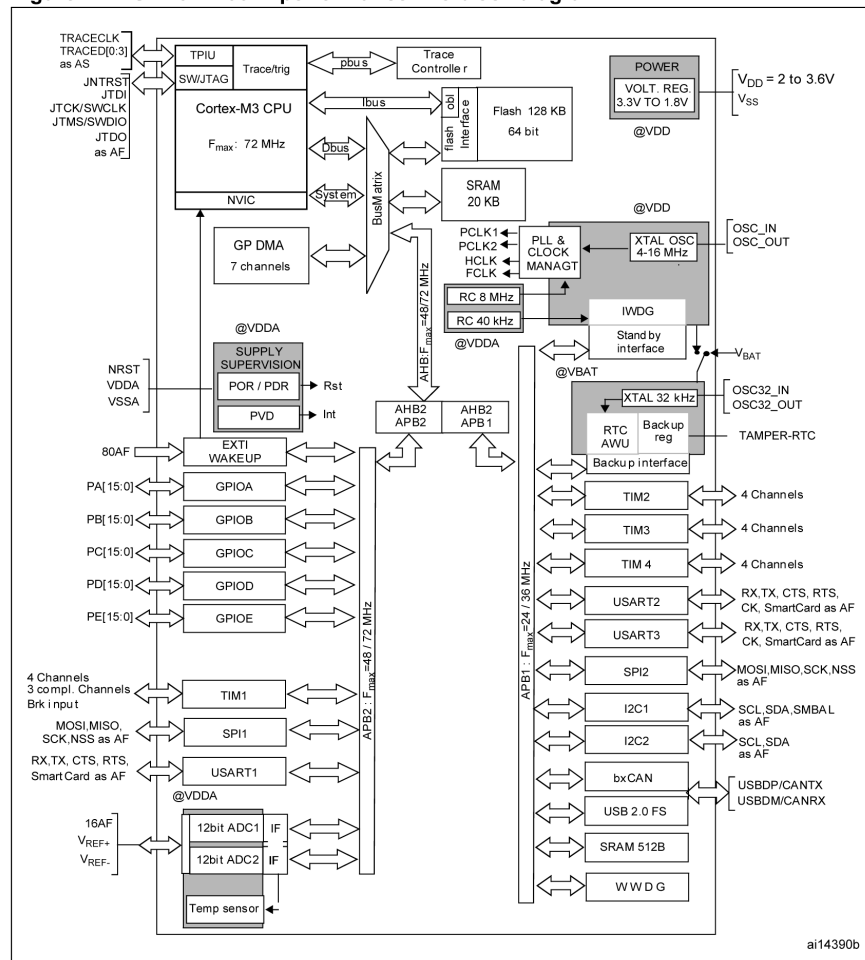 TRACECLK
TRACED[0:3]
as AS
TPIU
SW/JTAG
Trace/trig
pbus
Trace
Controller
JNTRST
JTDI
JTCK/SWCLK
JTMS/SWDIO
JTDO
as AF
Cortex-M3 CPU
Fmax: 72 MHz
NVIC
Ibus
Dbus
System
BusMatrix
obl
flash
Interface
Flash 128 KB
64 bit
SRAM
20 KB
POWER
VOLT. REG.
3.3V TO 1.8V
@VDD
VDD = 2 to 3.6V
VSS
GP DMA
7 channels
AHB:Fmax=48/72 MHz
PCLK1
PCLK2
HCLK
FCLK
PLL &
CLOCK
MANAGT
@VDD
XTAL OSC
4-16 MHz
OSC_IN
OSC_OUT
RC 8 MHz
RC 40 kHz
@VDDA
IWDG
Standby
interface
VBAT
@VBAT
@VDDA
SUPPLY
SUPERVISION
NRST
VDDA
VSSA
POR / PDR
Rst
PVD
Int
AHB2
APB2
AHB2
APB1
XTAL 32 kHz
OSC32_IN
OSC32_OUT
RTC
AWU
Backup
reg
TAMPER-RTC
Backup interface
80AF
EXTI
WAKEUP
PA[15:0]
GPIOA
PB[15:0]
GPIOB
PC[15:0]
GPIOC
PD[15:0]
GPIOD
PE[15:0]
GPIOE
4 Channels
3 compl. Channels
Brk input
TIM1
MOSI,MISO,
SCK,NSS as AF
SPI1
RX,TX, CTS, RTS,
SmartCard as AF
USART1
@VDDA
16AF
VREF+
VREF-
12bit ADC1
IF
12bit ADC2
IF
Temp sensor
APB2 : Fmax=48 / 72 MHz
APB1 : Fmax=24 / 36 MHz
TIM2
4 Channels
TIM3
4 Channels
TIM 4
4 Channels
USART2
RX,TX, CTS, RTS,
CK, SmartCard as AF
USART3
RX,TX, CTS, RTS,
CK, SmartCard as AF
SPI2
MOSI,MISO,SCK,NSS
as AF
I2C1
SCL,SDA,SMBAL
as AF
I2C2
SCL,SDA
as AF
bxCAN
USBDP/CANTX
USBDM/CANRX
USB 2.0 FS
SRAM 512B
WWDG
ai14390b